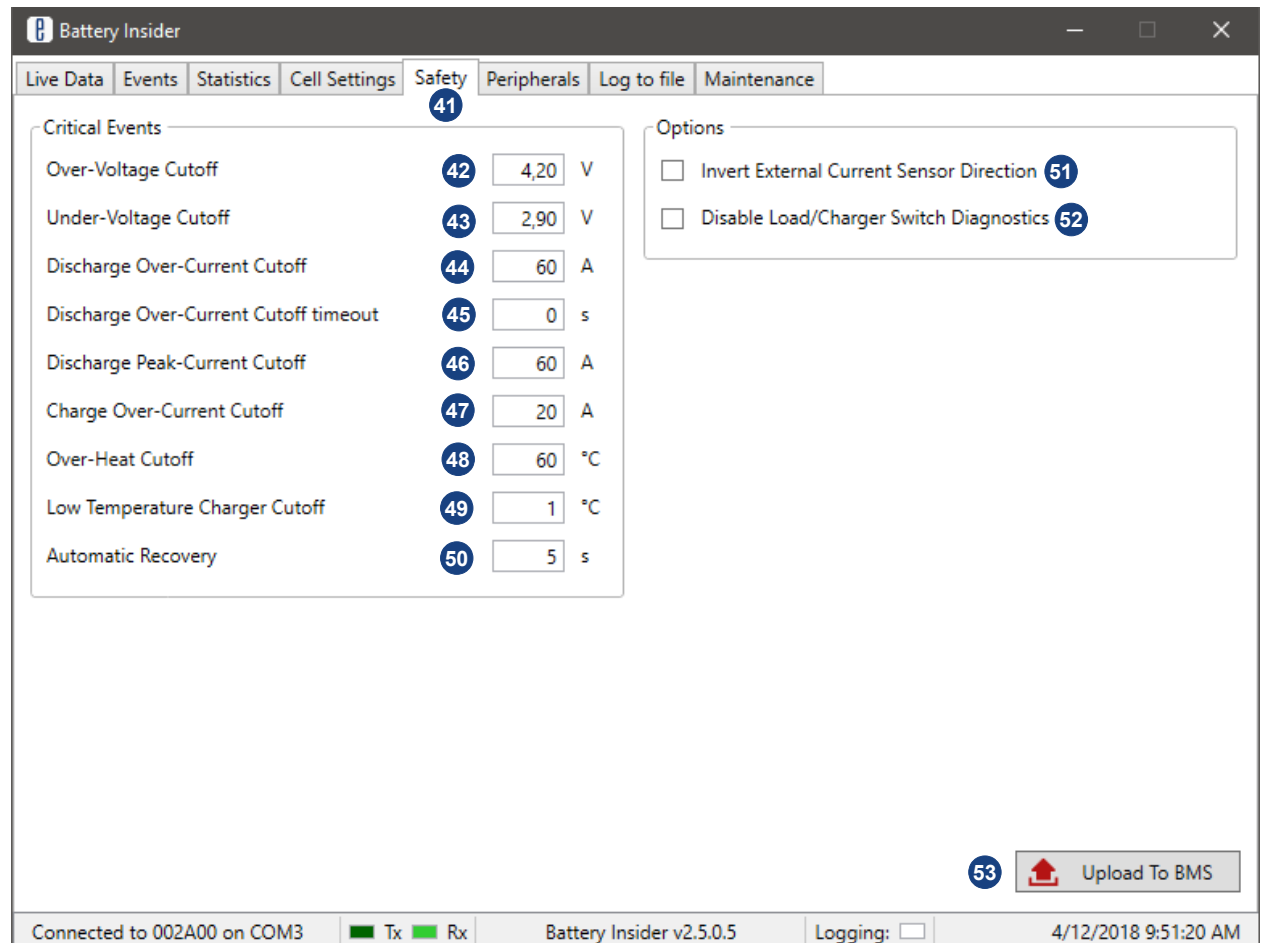 Battery Insider
Live Data Events Statistics Cell Settings Safety Peripherals Log to file Maintenance
41
Critical Events
Over-Voltage Cutoff 42 4,20 V
Under-Voltage Cutoff 43 2,90 V
Discharge Over-Current Cutoff 44 60 A
Discharge Over-Current Cutoff timeout 45 0 s
Discharge Peak-Current Cutoff 46 60 A
Charge Over-Current Cutoff 47 20 A
Over-Heat Cutoff 48 60 °C
Low Temperature Charger Cutoff 49 1 °C
Automatic Recovery 50 5 s
Options
Invert External Current Sensor Direction 51
Disable Load/Charger Switch Diagnostics 52
53 Upload To BMS
Connected to 002A00 on COM3 Tx Rx Battery Insider v2.5.0.5 Logging: 4/12/2018 9:51:20 AM